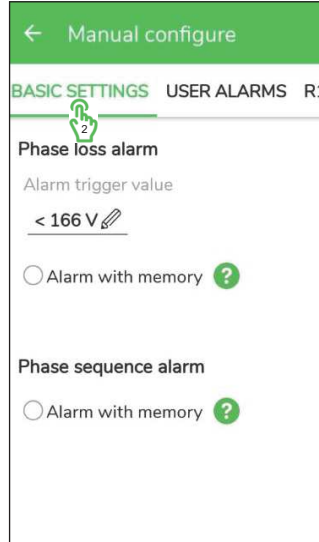 ← Manual configure
BASIC SETTINGS USER ALARMS R1
2
Phase loss alarm
Alarm trigger value
< 166 V
Alarm with memory ?
Phase sequence alarm
Alarm with memory ?